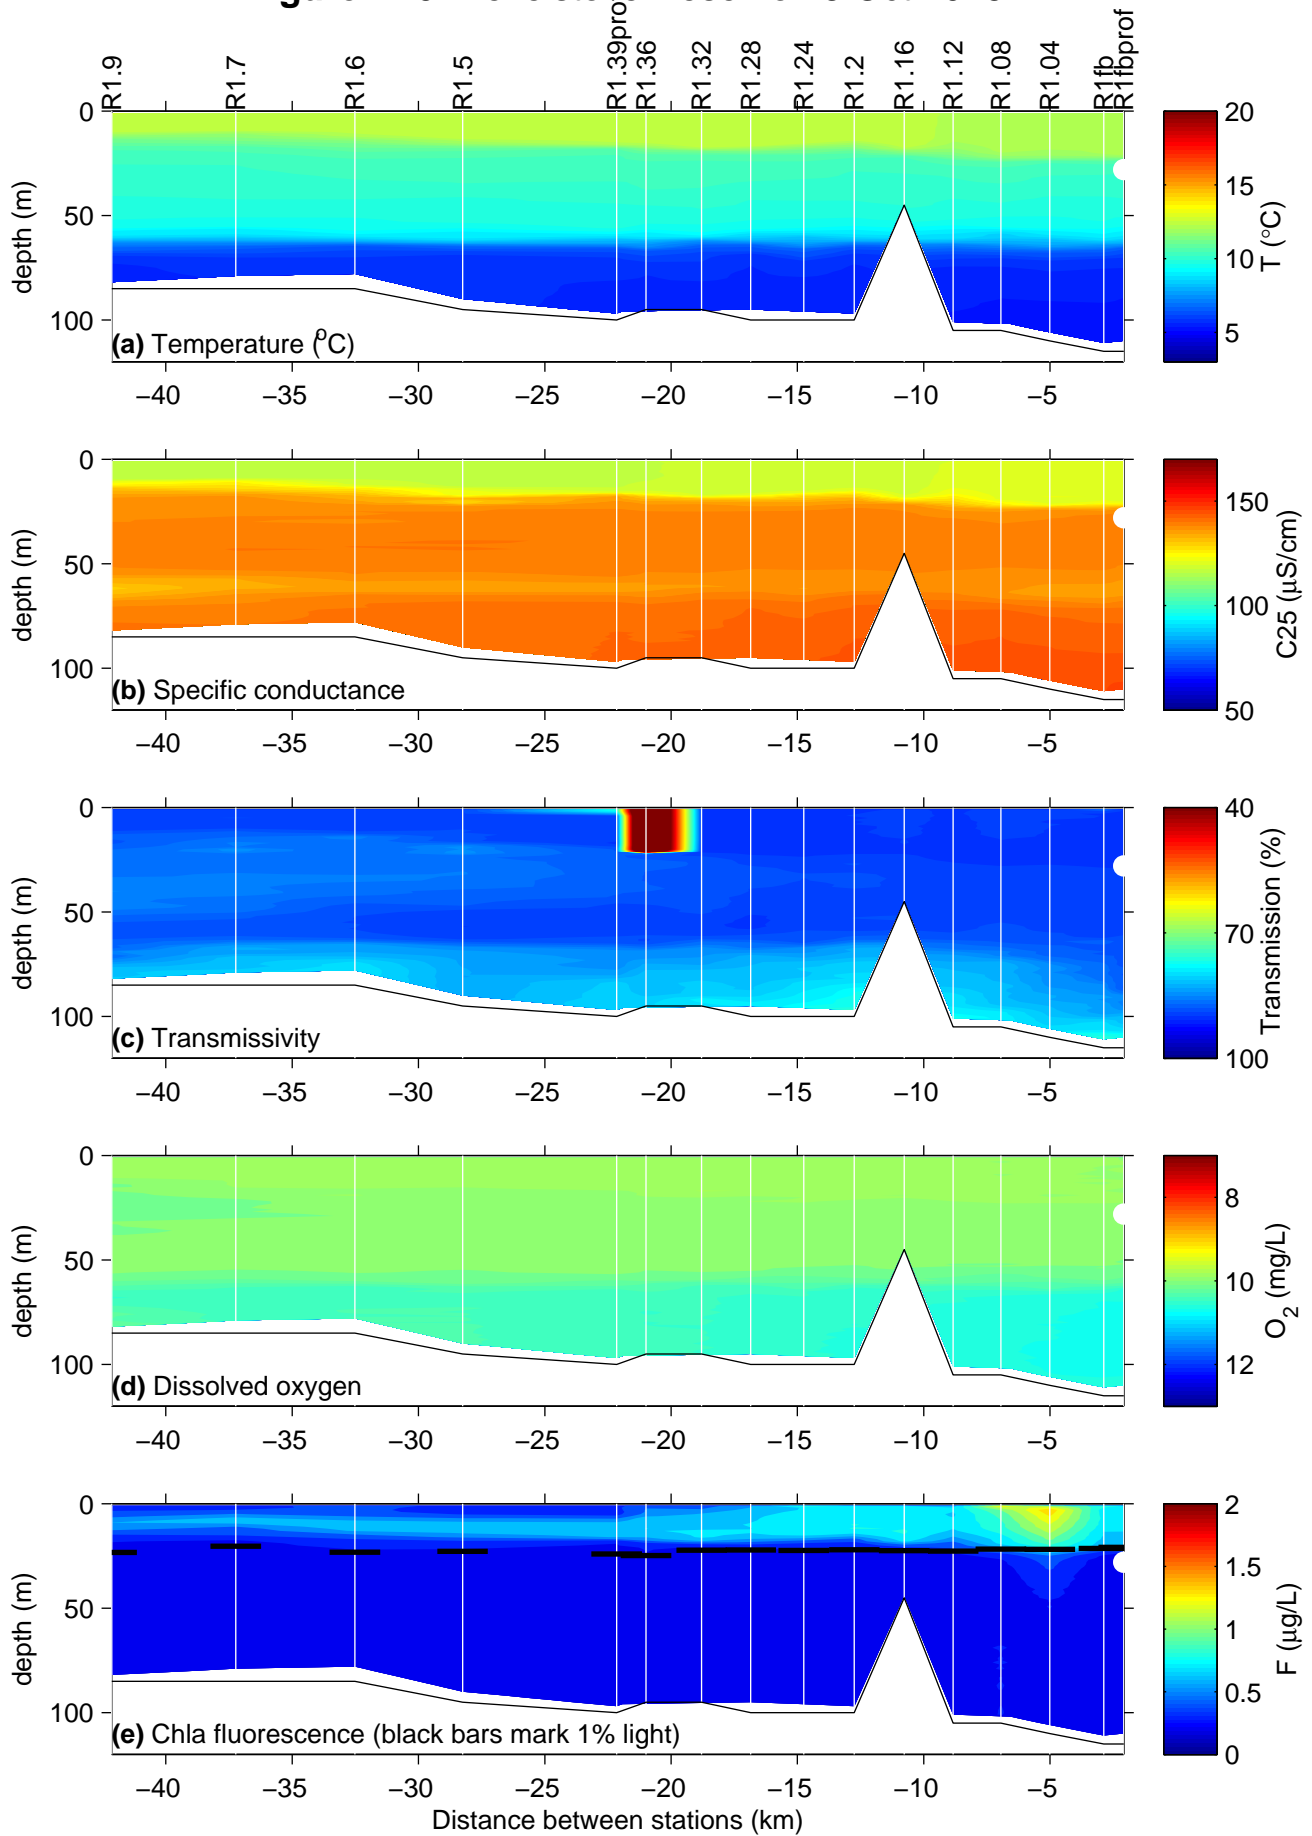 R1.9 R1.7 R1.6 R1.5 R1.39prof R1.36 R1.32 R1.28 R1.24 R1.2 R1.16 R1.12 R1.08 R1.04 R1fb R1fbprof
0
50
100
depth (m)
(a) Temperature (°C)
−40 −35 −30 −25 −20 −15 −10 −5
20
15
10
5
T (°C)
0
50
100
depth (m)
(b) Specific conductance
−40 −35 −30 −25 −20 −15 −10 −5
150
100
50
C25 (µS/cm)
0
50
100
depth (m)
(c) Transmissivity
−40 −35 −30 −25 −20 −15 −10 −5
40
70
100
Transmission (%)
0
50
100
depth (m)
(d) Dissolved oxygen
−40 −35 −30 −25 −20 −15 −10 −5
8
10
12
O2 (mg/L)
0
50
100
depth (m)
(e) Chla fluorescence (black bars mark 1% light)
−40 −35 −30 −25 −20 −15 −10 −5
Distance between stations (km)
2
1.5
1
0.5
0
F (µg/L)